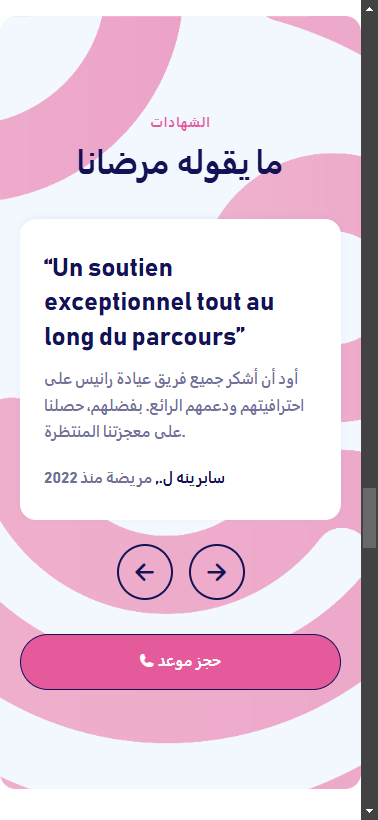 الشهادات
ما يقوله مرضانا
“Un soutien
exceptionnel tout au
long du parcours”
أود أن أشكر جميع فريق عيادة رانيس على
احترافيتهم ودعمهم الرائع. بفضلهم، حصلنا
على معجزتنا المنتظرة.
سابرينه ل.، مريضة منذ 2022
حجز موعد